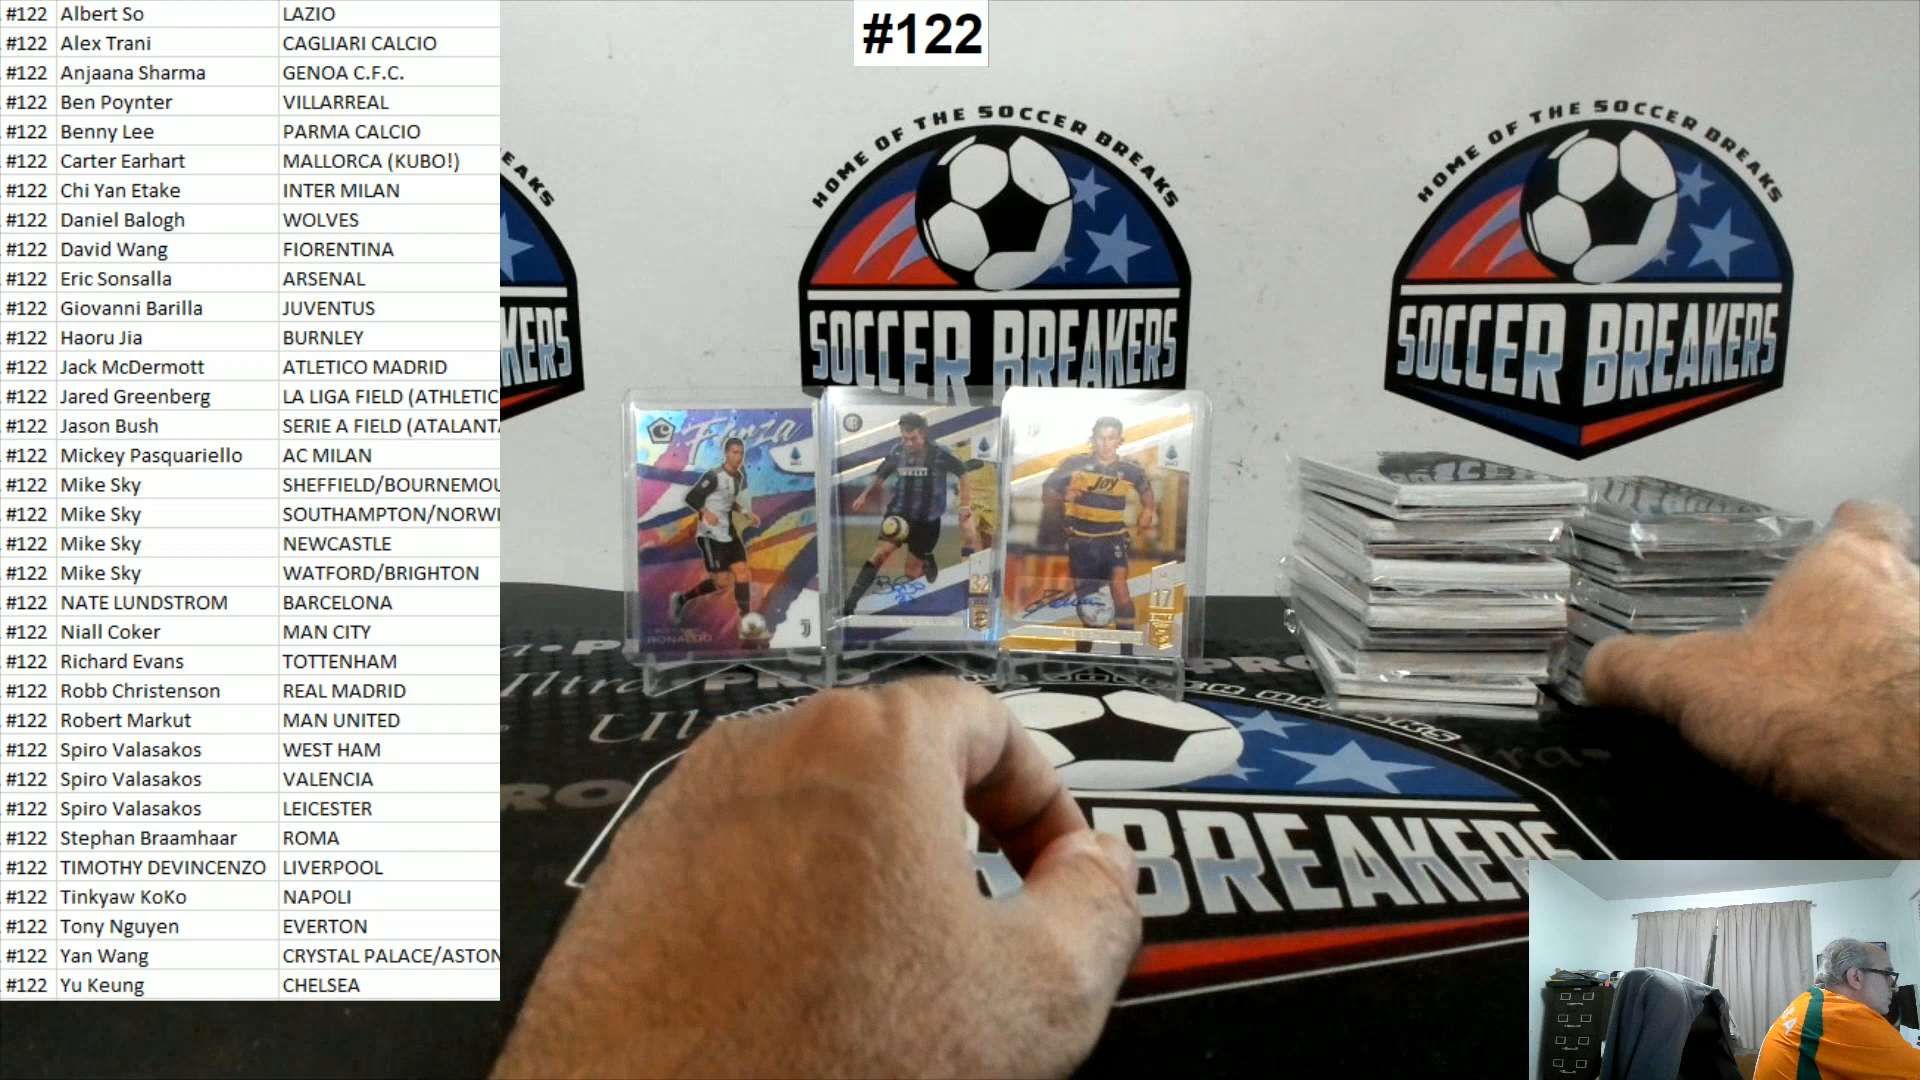 #122 Albert So LAZIO
#122 Alex Trani CAGLIARI CALCIO
#122 Anjaana Sharma GENOA C.F.C.
#122 Ben Poynter VILLARREAL
#122 Benny Lee PARMA CALCIO
#122 Carter Earhart MALLORCA (KUBO!)
#122 Chi Yan Etake INTER MILAN
#122 Daniel Balogh WOLVES
#122 David Wang FIORENTINA
#122 Eric Sonsalla ARSENAL
#122 Giovanni Barilla JUVENTUS
#122 Haoru Jia BURNLEY
#122 Jack McDermott ATLETICO MADRID
#122 Jared Greenberg LA LIGA FIELD (ATHLETIC
#122 Jason Bush SERIE A FIELD (ATALANT
#122 Mickey Pasquariello AC MILAN
#122 Mike Sky SHEFFIELD/BOURNEMOU
#122 Mike Sky SOUTHAMPTON/NORWI
#122 Mike Sky NEWCASTLE
#122 Mike Sky WATFORD/BRIGHTON
#122 NATE LUNDSTROM BARCELONA
#122 Niall Coker MAN CITY
#122 Richard Evans TOTTENHAM
#122 Robb Christenson REAL MADRID
#122 Robert Markut MAN UNITED
#122 Spiro Valasakos WEST HAM
#122 Spiro Valasakos VALENCIA
#122 Spiro Valasakos LEICESTER
#122 Stephan Braamhaar ROMA
#122 TIMOTHY DEVINCENZO LIVERPOOL
#122 Tinkyaw KoKo NAPOLI
#122 Tony Nguyen EVERTON
#122 Yan Wang CRYSTAL PALACE/ASTON
#122 Yu Keung CHELSEA
#122
EAKS
KERS
HOME OF THE SOCCER BREAKS
SOCCER BREAKERS
HOME OF THE SOCCER BREAKS
SOCCER BREAKERS
Forza
RONALDO
32
Joy
17
BREAKERS